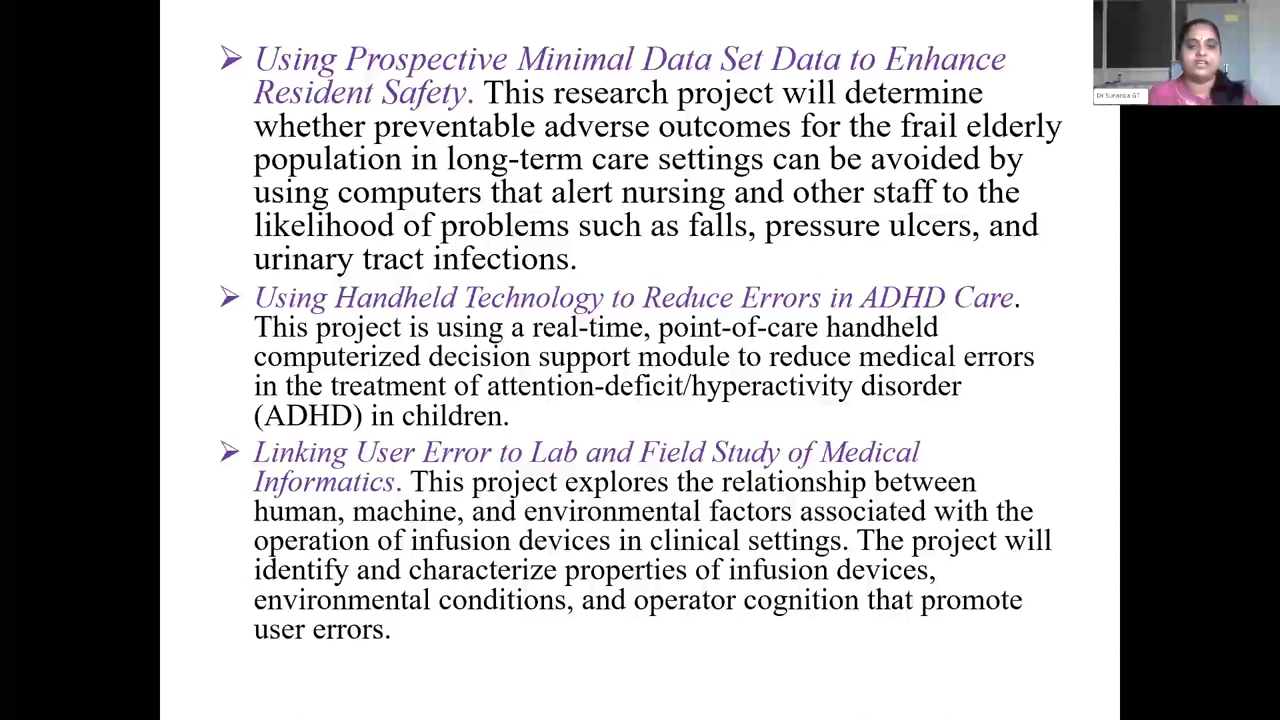 Using Prospective Minimal Data Set Data to Enhance
Resident Safety. This research project will determine
whether preventable adverse outcomes for the frail elderly
population in long-term care settings can be avoided by
using computers that alert nursing and other staff to the
likelihood of problems such as falls, pressure ulcers, and
urinary tract infections.
Using Handheld Technology to Reduce Errors in ADHD Care.
This project is using a real-time, point-of-care handheld
computerized decision support module to reduce medical errors
in the treatment of attention-deficit/hyperactivity disorder
(ADHD) in children.
Linking User Error to Lab and Field Study of Medical
Informatics. This project explores the relationship between
human, machine, and environmental factors associated with the
operation of infusion devices in clinical settings. The project will
identify and characterize properties of infusion devices,
environmental conditions, and operator cognition that promote
user errors.
Dr Sunanda GT